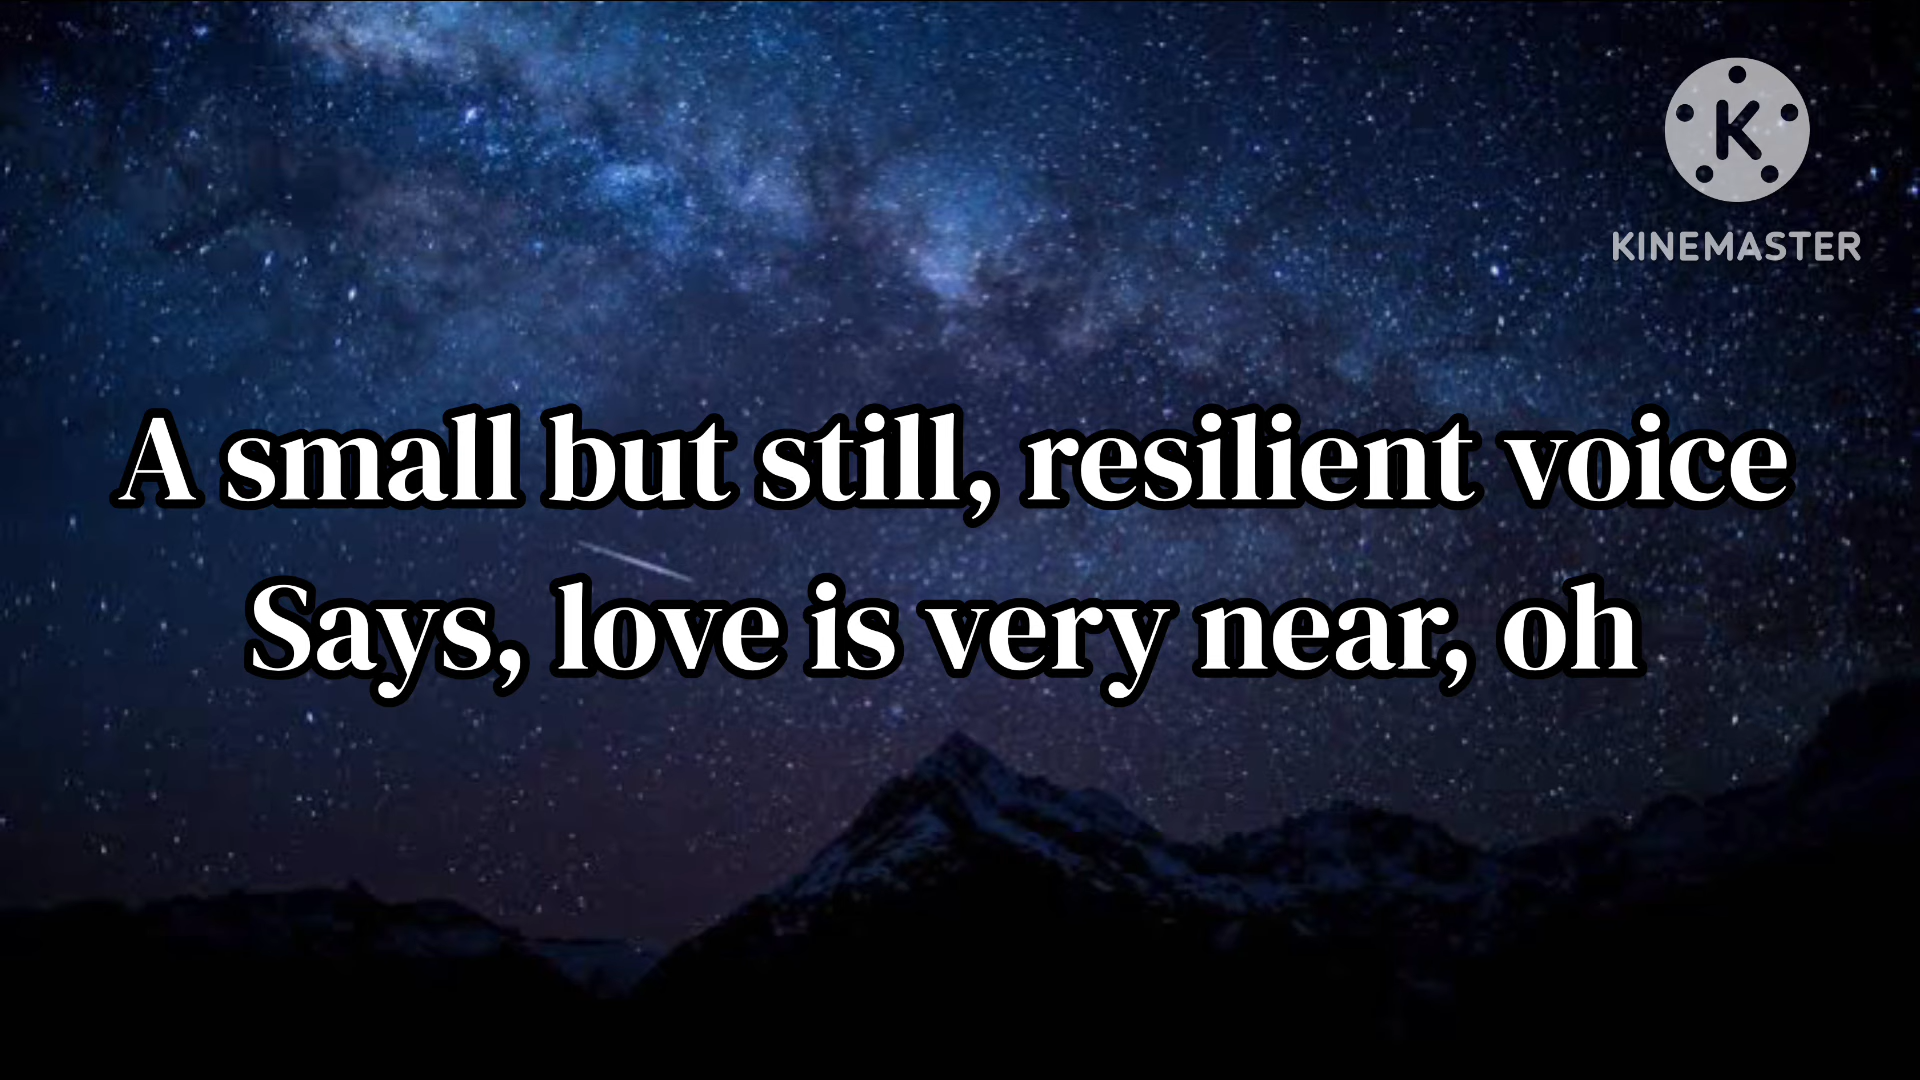 K
KINEMASTER
A small but still, resilient voice
Says, love is very near, oh